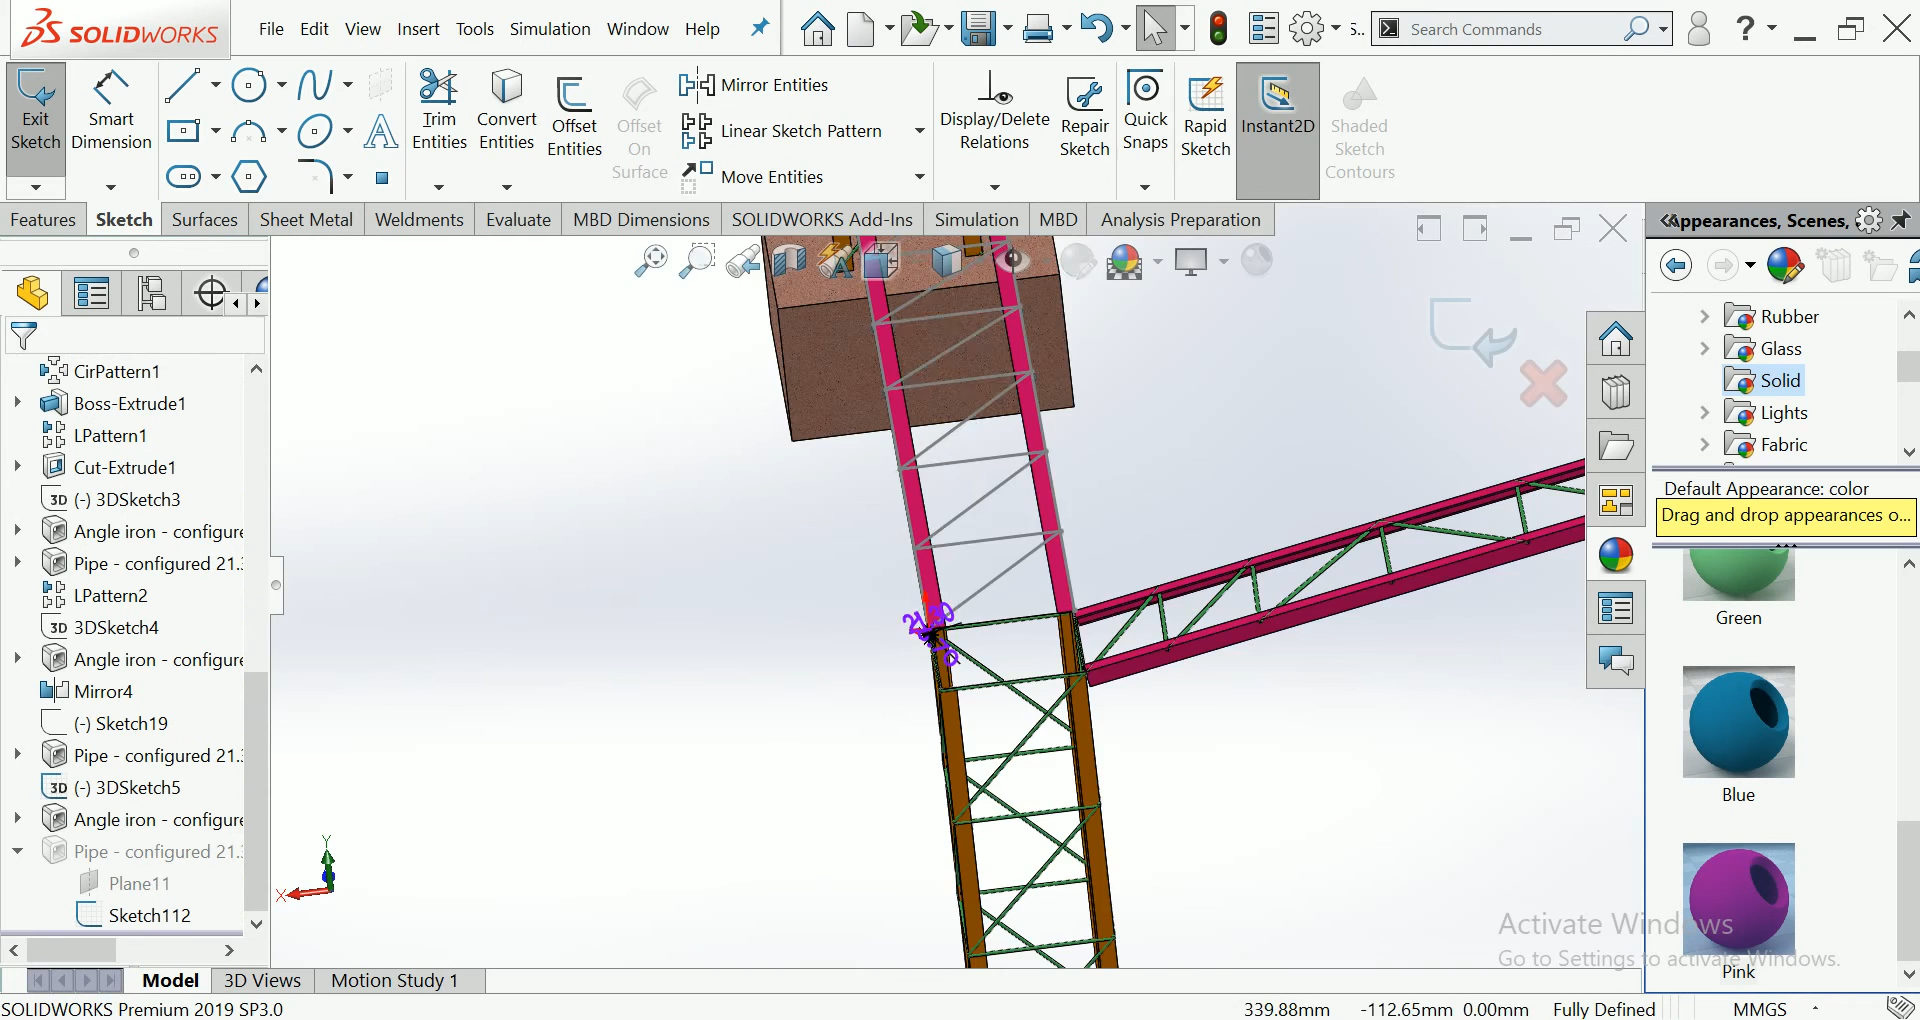 SOLIDWORKS File Edit View Insert Tools Simulation Window Help S.. Search Commands ?
Exit Sketch
Smart Dimension
Trim Entities
Convert Entities
Offset Entities
Offset On Surface
Mirror Entities
Linear Sketch Pattern
Move Entities
Display/Delete Relations
Repair Sketch
Quick Snaps
Rapid Sketch
Instant2D
Shaded Sketch Contours
Features Sketch Surfaces Sheet Metal Weldments Evaluate MBD Dimensions SOLIDWORKS Add-Ins Simulation MBD Analysis Preparation
CirPattern1
Boss-Extrude1
LPattern1
Cut-Extrude1
3D (-) 3DSketch3
Angle iron - configure
Pipe - configured 21.
LPattern2
3D 3DSketch4
Angle iron - configure
Mirror4
(-) Sketch19
Pipe - configured 21.
3D (-) 3DSketch5
Angle iron - configure
Pipe - configured 21.
Plane11
Sketch112
21.30
Y
X
Appearances, Scenes,
Rubber
Glass
Solid
Lights
Fabric
Default Appearance: color
Drag and drop appearances o...
Green
Blue
Pink
Activate Windows
Go to Settings to activate Windows.
Model 3D Views Motion Study 1
SOLIDWORKS Premium 2019 SP3.0 339.88mm -112.65mm 0.00mm Fully Defined MMGS